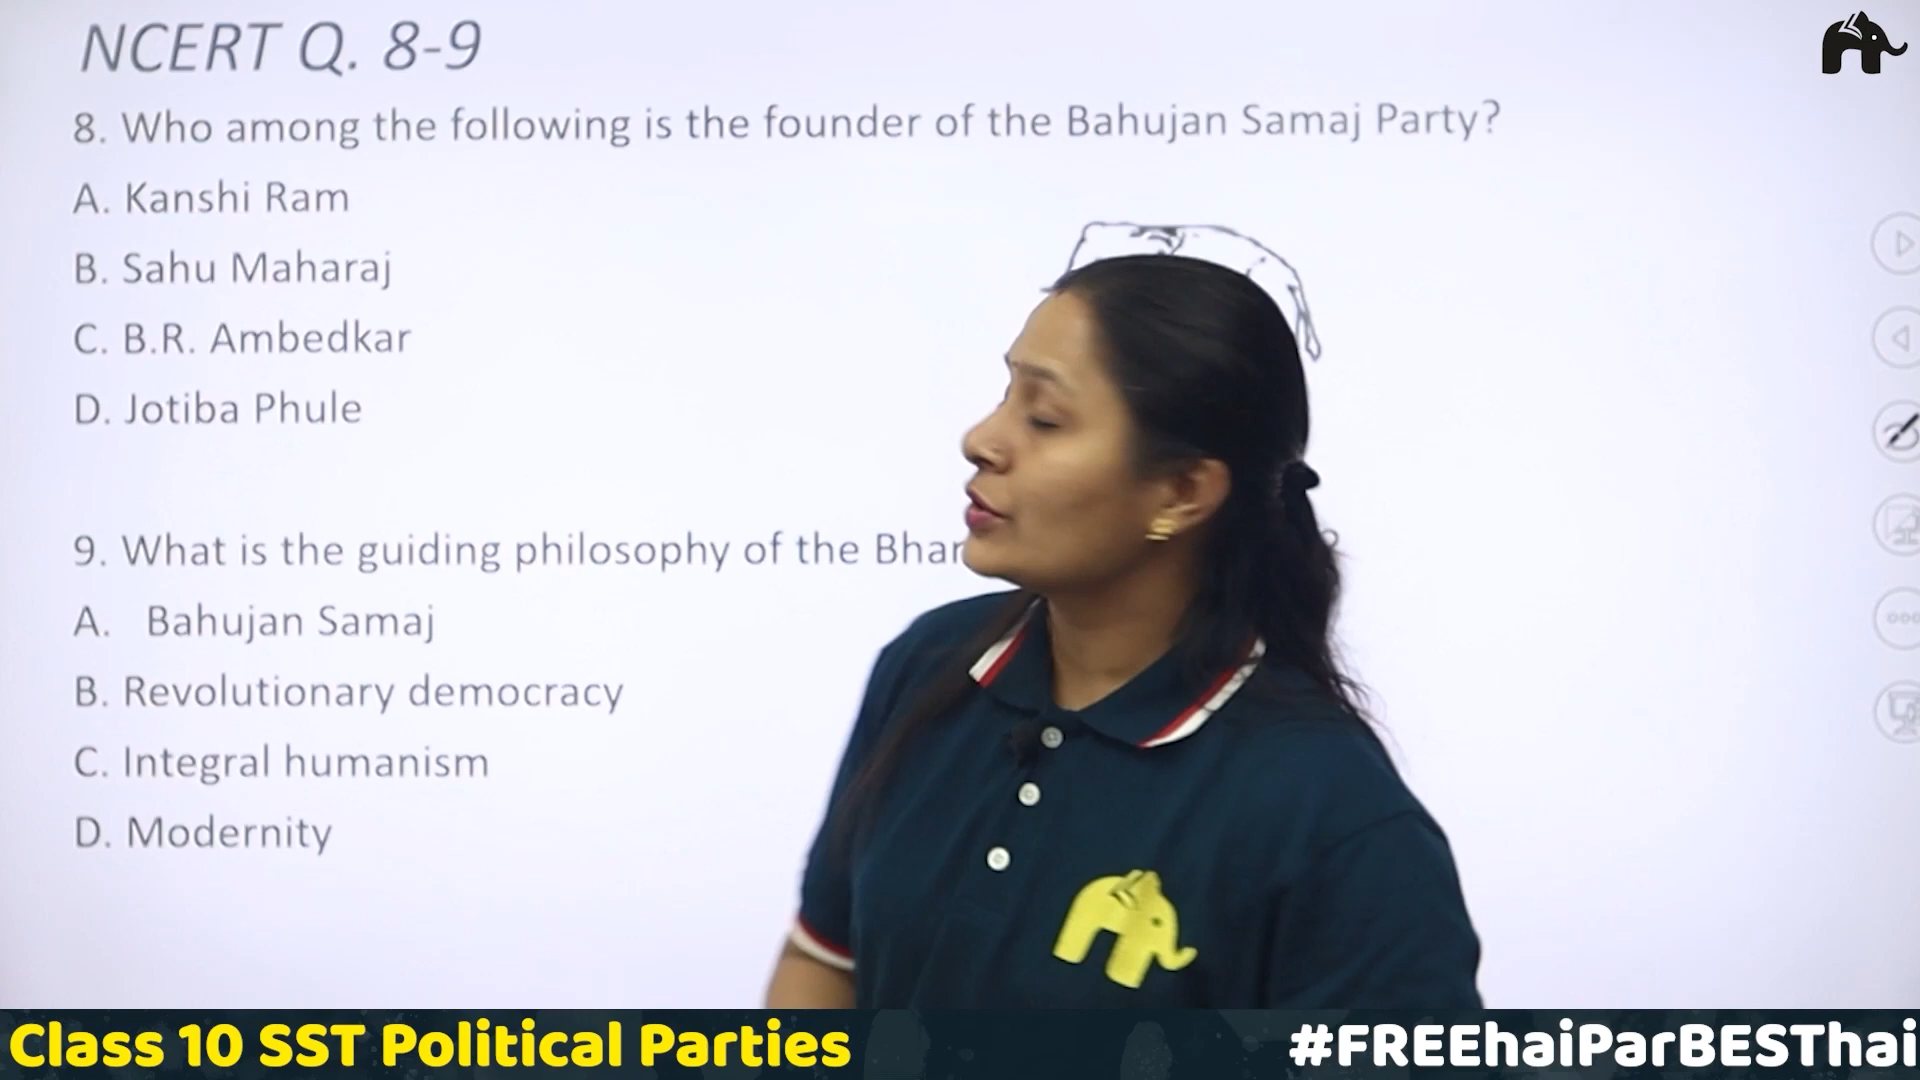 NCERT Q. 8-9
8. Who among the following is the founder of the Bahujan Samaj Party?
A. Kanshi Ram
B. Sahu Maharaj
C. B.R. Ambedkar
D. Jotiba Phule
9. What is the guiding philosophy of the Bhar
A. Bahujan Samaj
B. Revolutionary democracy
C. Integral humanism
D. Modernity
Class 10 SST Political Parties
#FREEhaiParBESThai